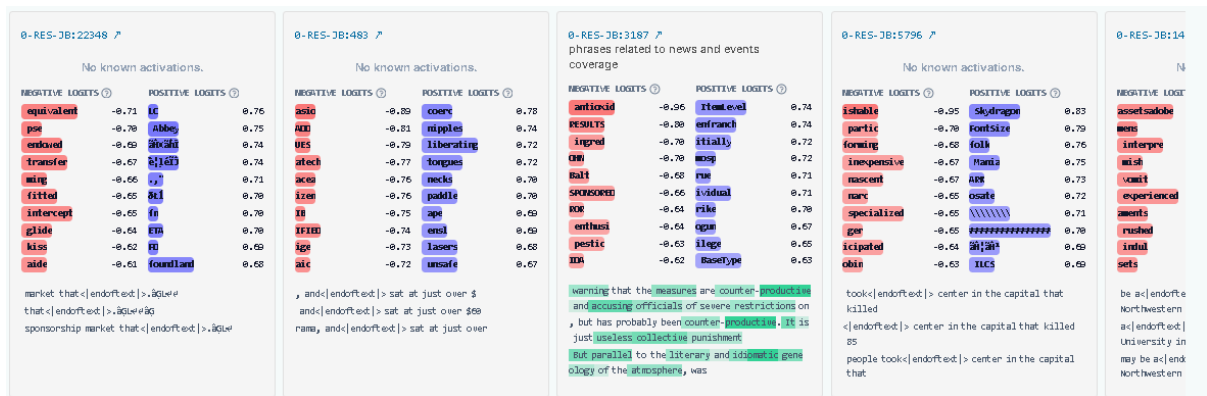 0-RES-JB:22348 ↗
No known activations.
NEGATIVE LOGITS ? POSITIVE LOGITS ?
equivalent -0.71 LC 0.76
pse -0.70 Abbey 0.75
endowed -0.69 0.74
transfer -0.67 0.74
ming -0.66 .," 0.71
fitted -0.65 0.70
intercept -0.65 fn 0.70
glide -0.64 ETA 0.70
kiss -0.62 0.69
aide -0.61 foundland 0.68
market that<|endoftext|>.âGL↵↵
that<|endoftext|>.âGL↵↵âG
sponsorship market that<|endoftext|>.âGL↵
0-RES-JB:483 ↗
No known activations.
NEGATIVE LOGITS ? POSITIVE LOGITS ?
asio -0.89 coerc 0.78
ADD -0.81 nipples 0.74
UES -0.79 liberating 0.72
atech -0.77 tongues 0.72
acea -0.76 necks 0.70
izen -0.76 paddle 0.70
IB -0.75 ape 0.69
IFIED -0.74 ensl 0.69
ige -0.73 lasers 0.68
aic -0.72 unsafe 0.67
, and<|endoftext|> sat at just over $
and<|endoftext|> sat at just over $69
rama, and<|endoftext|> sat at just over
0-RES-JB:3187 ↗
phrases related to news and events
coverage
NEGATIVE LOGITS ? POSITIVE LOGITS ?
antioxid -0.96 ItemLevel 0.74
RESULTS -0.80 enfranch 0.74
ingred -0.70 itially 0.72
OHN -0.70 mosp 0.72
Balt -0.68 rue 0.71
SPONSORED -0.66 ividual 0.71
ROR -0.64 rike 0.70
enthusi -0.64 ogun 0.67
pestic -0.63 ilege 0.65
IDA -0.62 BaseType 0.63
warning that the measures are counter-productive
and accusing officials of severe restrictions on
, but has probably been counter-productive. It is
just useless collective punishment
But parallel to the literary and idiomatic gene
ology of the atmosphere, was
0-RES-JB:5796 ↗
No known activations.
NEGATIVE LOGITS ? POSITIVE LOGITS ?
ishable -0.95 Skydragon 0.83
partic -0.70 FontSize 0.79
forming -0.68 folk 0.76
inexpensive -0.67 Mania 0.75
nascent -0.67 ARK 0.73
marc -0.65 osate 0.72
specialized -0.65 \\\\\\\\ 0.71
ger -0.65 ################ 0.70
icipated -0.64 0.69
obin -0.63 ILCS 0.69
took<|endoftext|> center in the capital that
killed
<|endoftext|> center in the capital that killed
85
people took<|endoftext|> center in the capital
that
0-RES-JB:14
N
NEGATIVE LOGITS
assetsadobe
mens
interpre
mish
vomit
experienced
aments
rushed
indul
sets
be a<|endofte
Northwestern
a<|endoftex
University in
may be a<|end
Northwestern